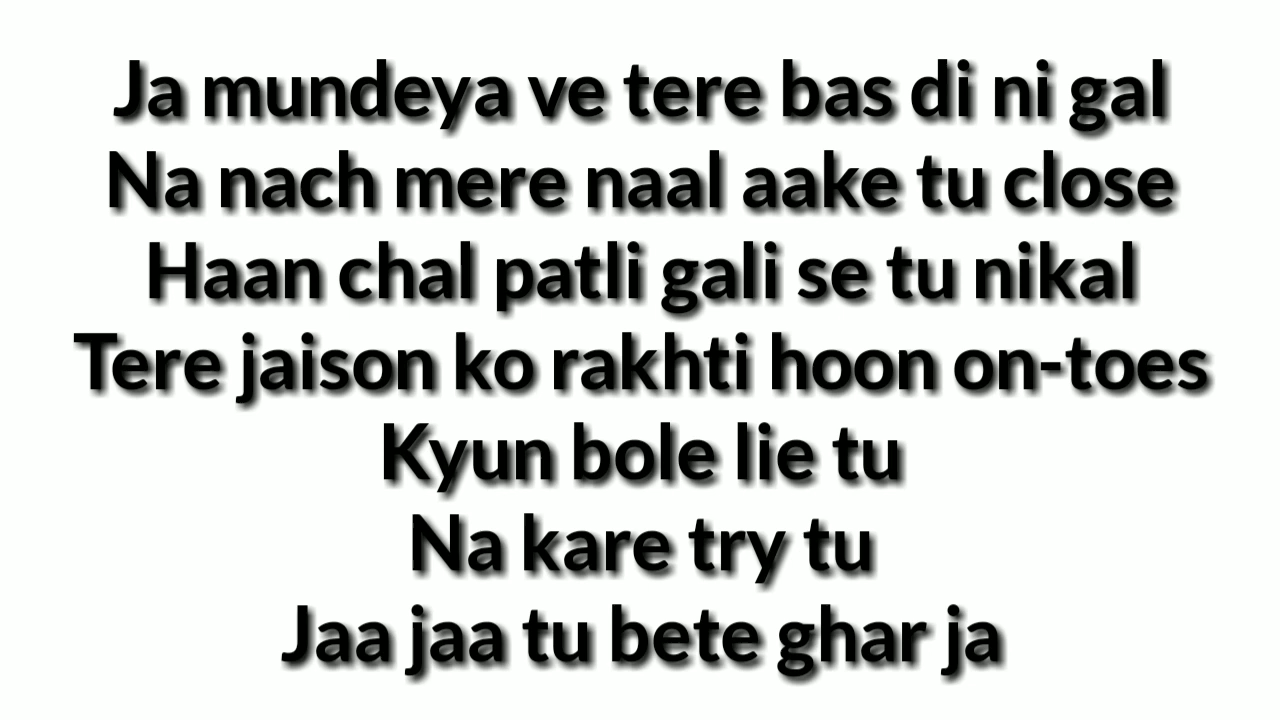 Ja mundeya ve tere bas di ni gal
Na nach mere naal aake tu close
Haan chal patli gali se tu nikal
Tere jaison ko rakhti hoon on-toes
Kyun bole lie tu
Na kare try tu
Jaa jaa tu bete ghar ja